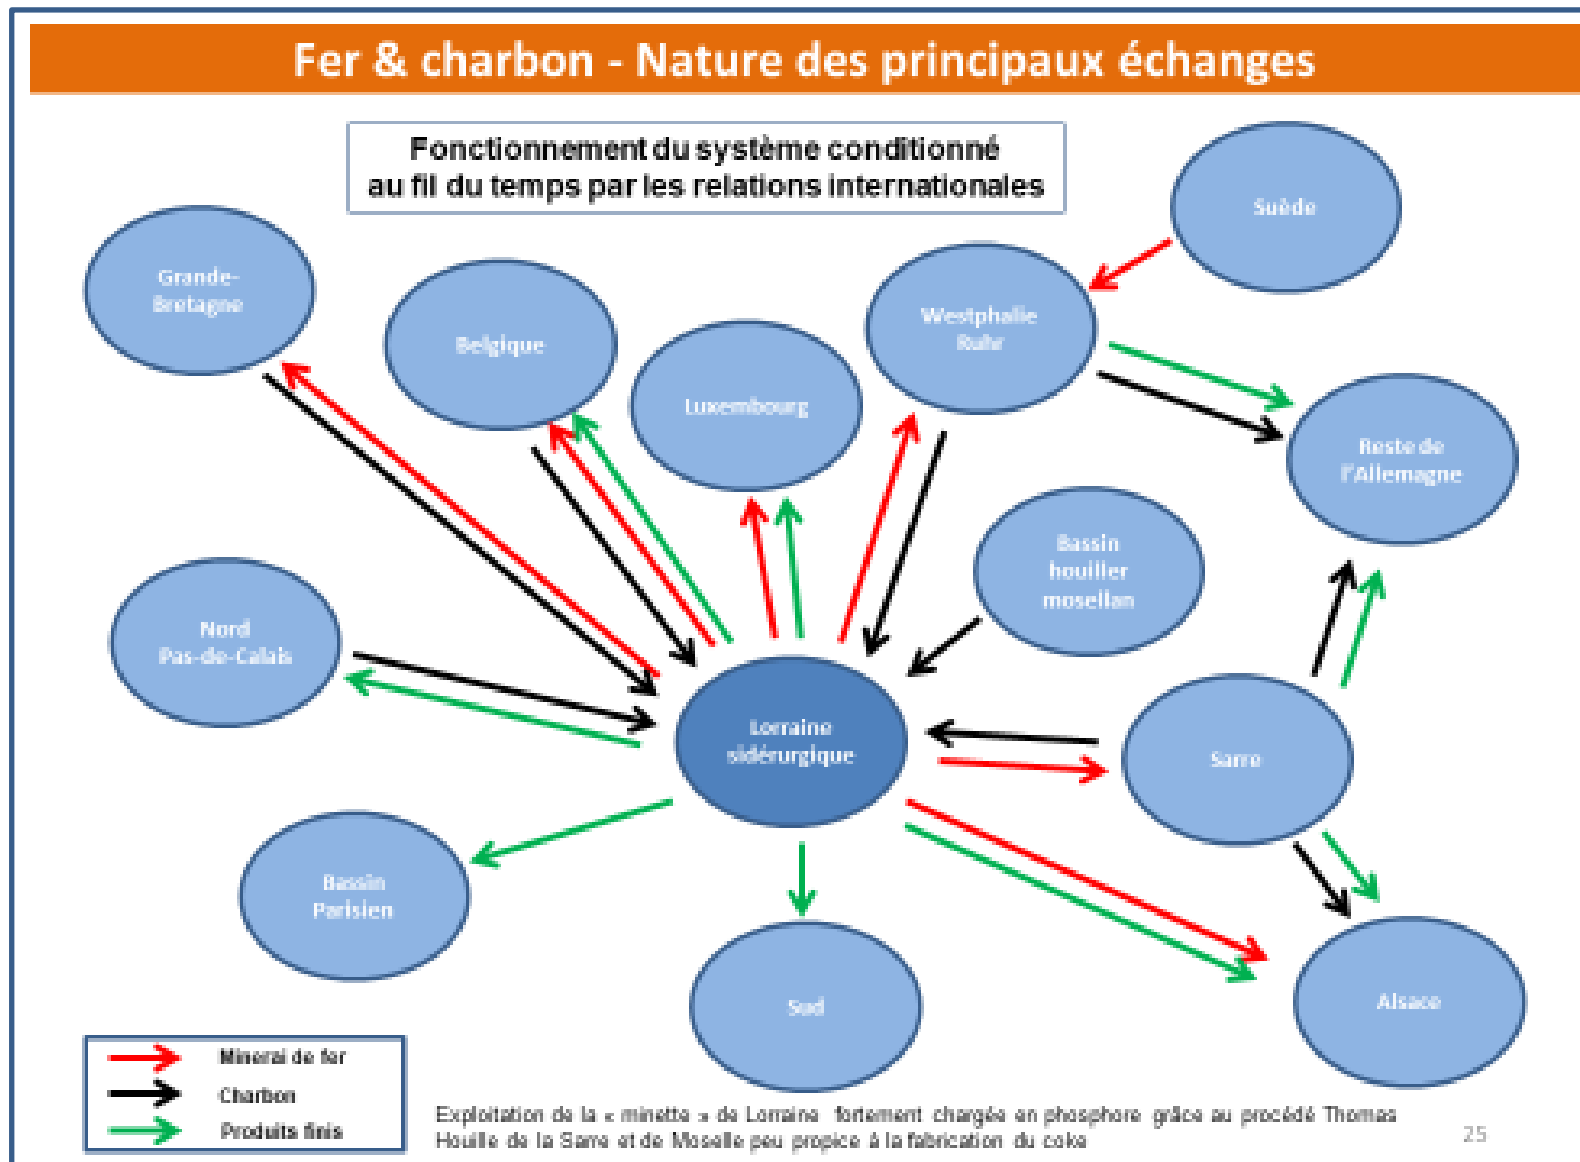 Fer & charbon - Nature des principaux échanges
Fonctionnement du système conditionné
au fil du temps par les relations internationales
Suède
Grande-
Bretagne
Belgique
Westphalie
Ruhr
Luxembourg
Reste de
l'Allemagne
Bassin
houiller
mosellan
Nord
Pas-de-Calais
Lorraine
sidérurgique
Sarre
Bassin
Parisien
Sud
Alsace
Minerai de fer
Charbon
Produits finis
Exploitation de la « minette » de Lorraine fortement chargée en phosphore grâce au procédé Thomas
Houille de la Sarre et de Moselle peu propice à la fabrication du coke
25